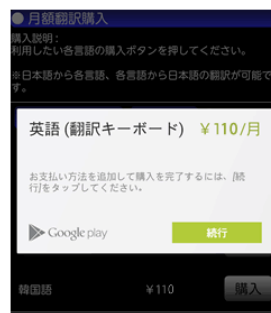 ● 月額翻訳購入
購入説明：
利用したい各言語の購入ボタンを押してください。
※日本語から各言語、各言語から日本語の翻訳が可能で
す。
英語 (翻訳キーボード) ￥110/月
お支払い方法を追加して購入を完了するには、[続
行]をタップしてください。
Google play 続行
韓国語 ￥110 購入